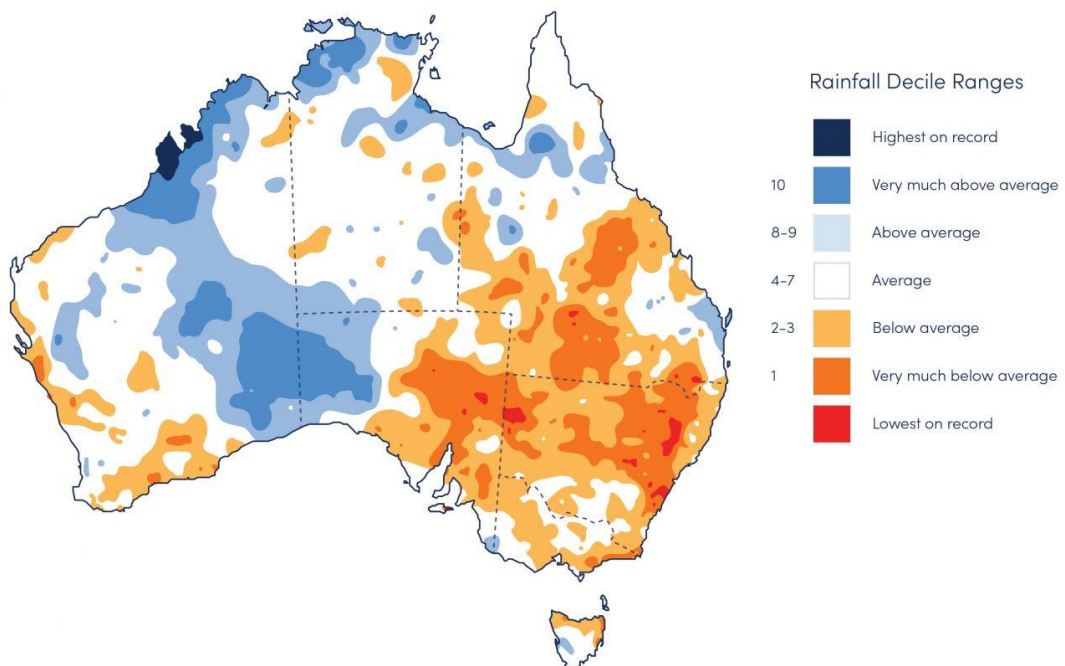 Rainfall Decile Ranges
Highest on record
10 Very much above average
8-9 Above average
4-7 Average
2-3 Below average
1 Very much below average
Lowest on record